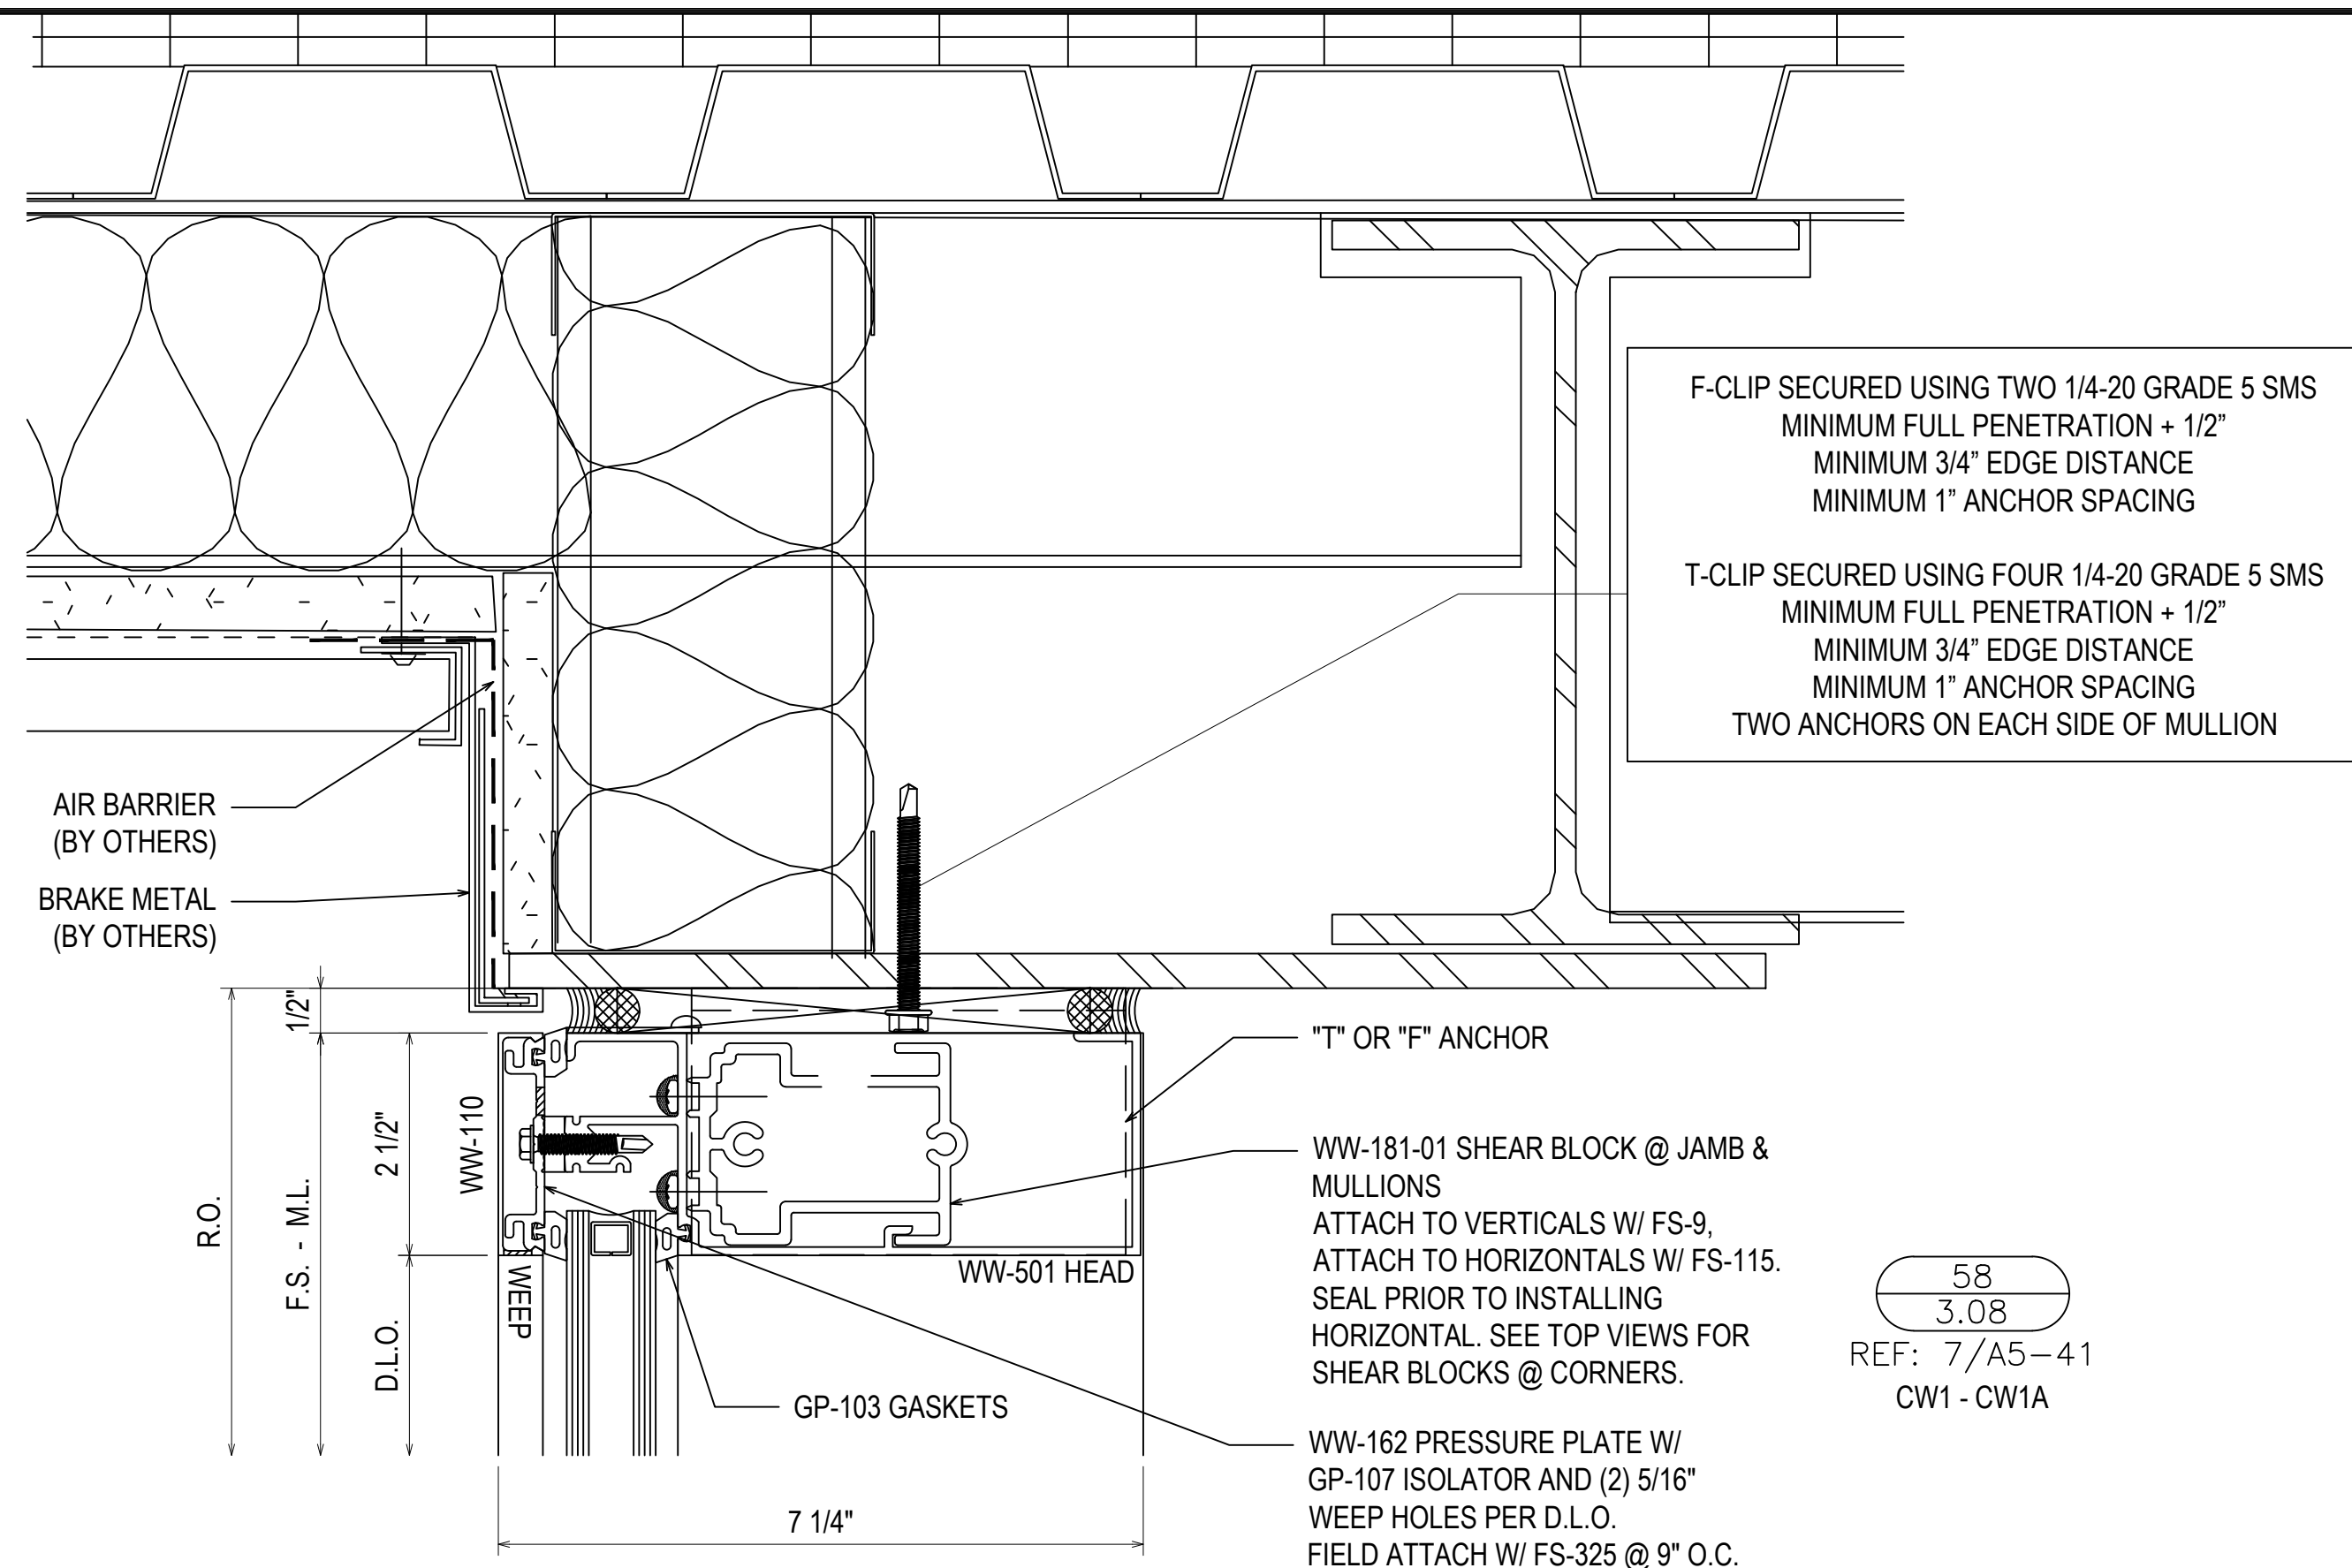 F-CLIP SECURED USING TWO 1/4-20 GRADE 5 SMS
MINIMUM FULL PENETRATION + 1/2”
MINIMUM 3/4” EDGE DISTANCE
MINIMUM 1” ANCHOR SPACING
T-CLIP SECURED USING FOUR 1/4-20 GRADE 5 SMS
MINIMUM FULL PENETRATION + 1/2”
MINIMUM 3/4” EDGE DISTANCE
MINIMUM 1” ANCHOR SPACING
TWO ANCHORS ON EACH SIDE OF MULLION
AIR BARRIER
(BY OTHERS)
BRAKE METAL
(BY OTHERS)
1/2"
2 1/2"
WW-110
R.O.
F.S. - M.L.
D.L.O.
WEEP
WW-501 HEAD
GP-103 GASKETS
7 1/4"
"T" OR "F" ANCHOR
WW-181-01 SHEAR BLOCK @ JAMB &
MULLIONS
ATTACH TO VERTICALS W/ FS-9,
ATTACH TO HORIZONTALS W/ FS-115.
SEAL PRIOR TO INSTALLING
HORIZONTAL. SEE TOP VIEWS FOR
SHEAR BLOCKS @ CORNERS.
WW-162 PRESSURE PLATE W/
GP-107 ISOLATOR AND (2) 5/16"
WEEP HOLES PER D.L.O.
FIELD ATTACH W/ FS-325 @ 9" O.C.
58
3.08
REF: 7/A5-41
CW1 - CW1A